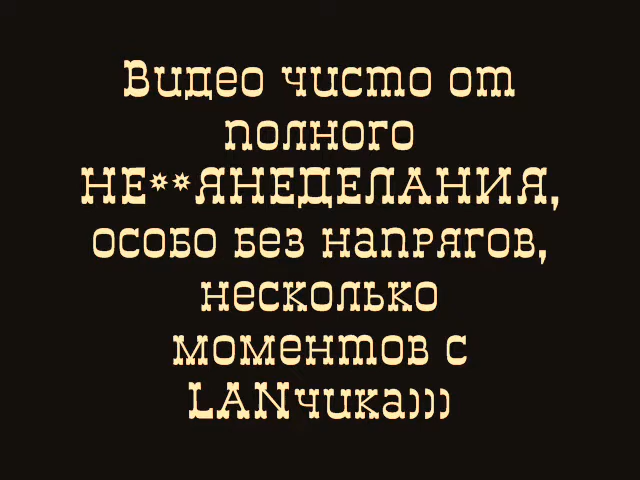 Видео чисто от
полного
НЕ**ЯНЕДЕЛАНИЯ,
особо без напрягов,
несколько
моментов с
LANчика)))